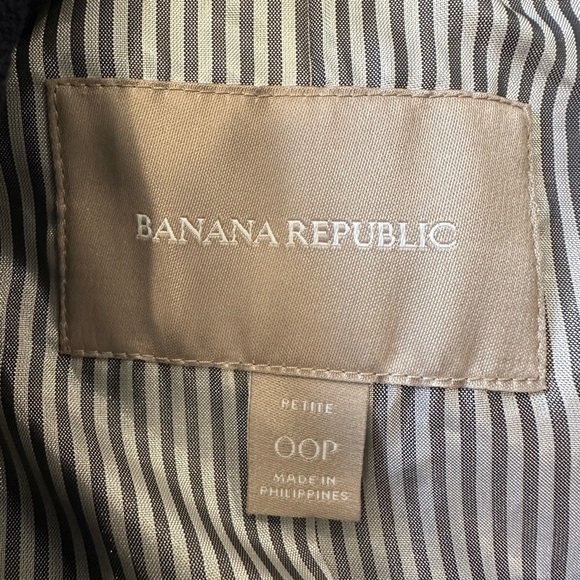 BANANA REPUBLIC
PETITE
00P
MADE IN
PHILIPPINES